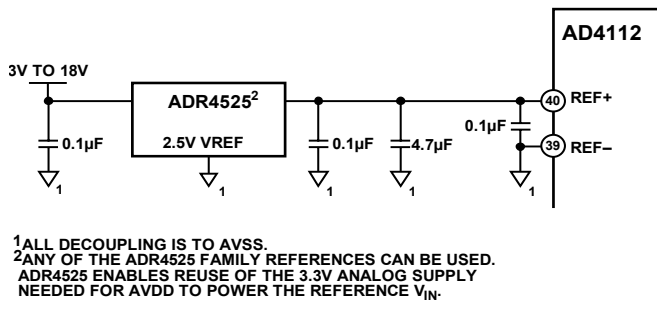 AD4112
3V TO 18V
ADR4525²
2.5V VREF
0.1µF
0.1µF
4.7µF
0.1µF
40 REF+
39 REF–
1
1
1
1
1
¹ALL DECOUPLING IS TO AVSS.
²ANY OF THE ADR4525 FAMILY REFERENCES CAN BE USED.
ADR4525 ENABLES REUSE OF THE 3.3V ANALOG SUPPLY
NEEDED FOR AVDD TO POWER THE REFERENCE VIN.